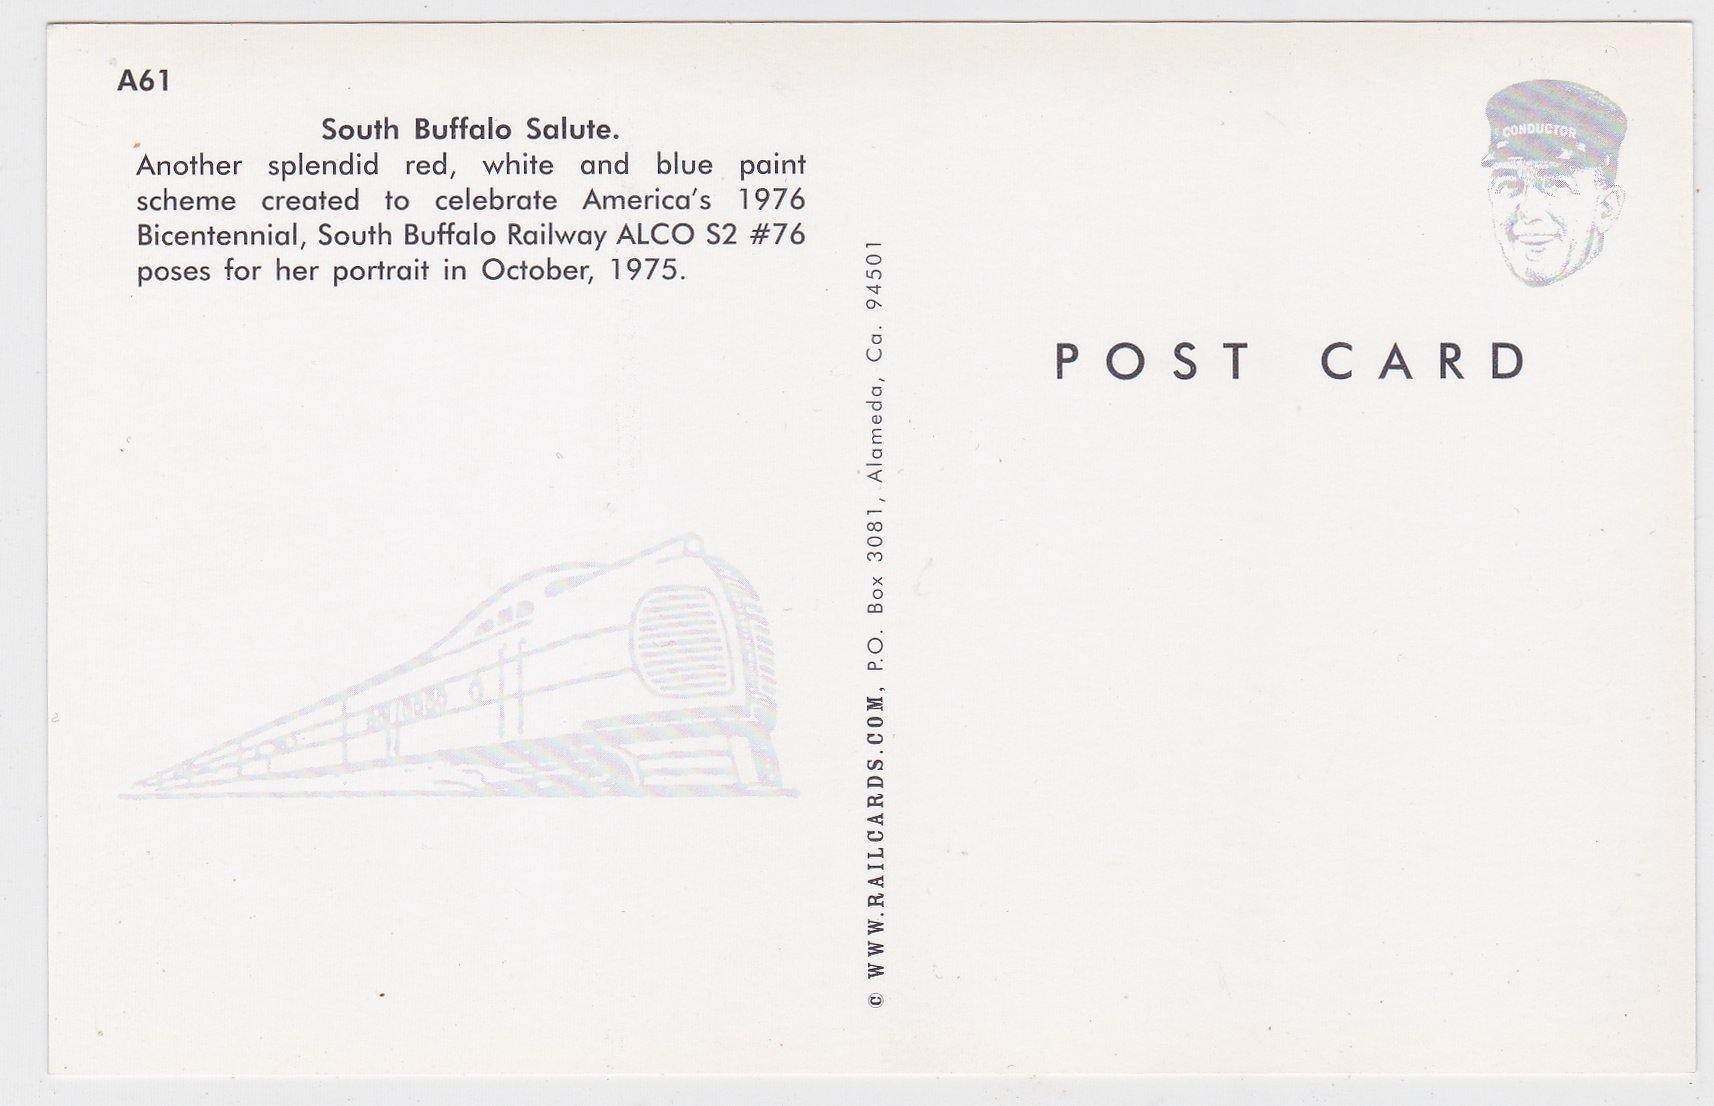 A61
South Buffalo Salute.
Another splendid red, white and blue paint
scheme created to celebrate America's 1976
Bicentennial, South Buffalo Railway ALCO S2 #76
poses for her portrait in October, 1975.
© WWW.RAILCARDS.COM, P.O. Box 3081, Alameda, Ca. 94501
CONDUCTOR
POST CARD